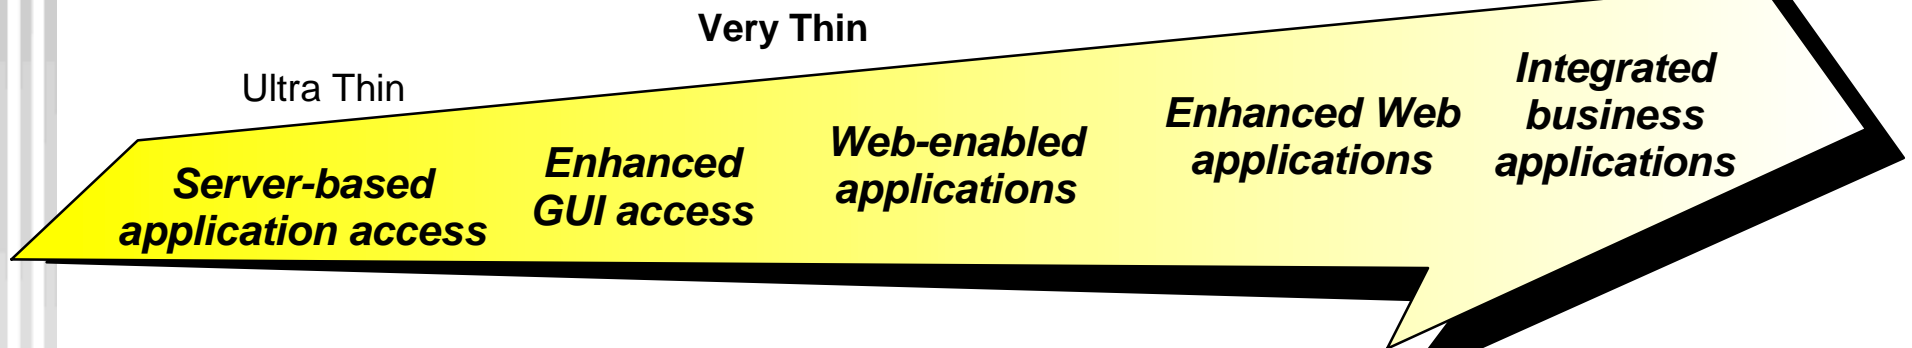 Very Thin
Ultra Thin
Server-based
application access
Enhanced
GUI access
Web-enabled
applications
Enhanced Web
applications
Integrated
business
applications